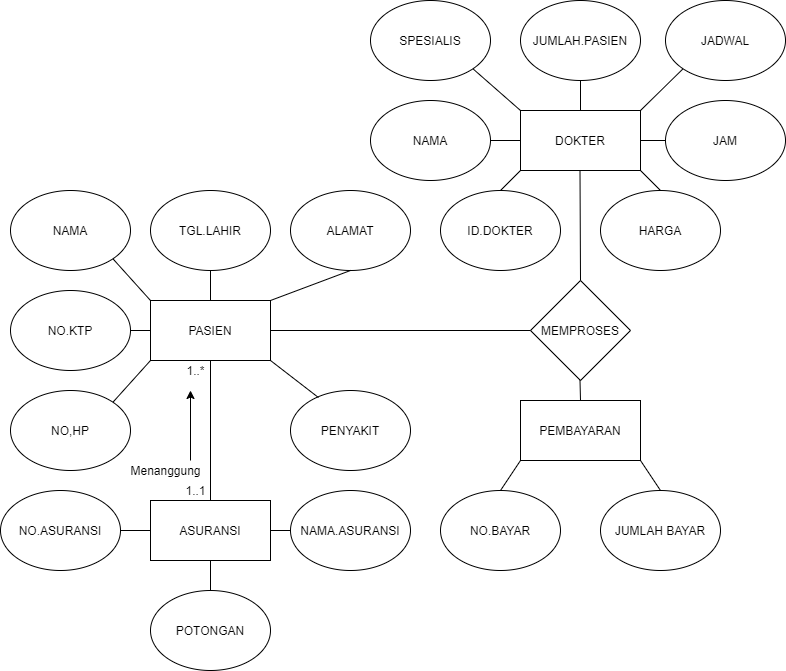 SPESIALIS
JUMLAH.PASIEN
JADWAL
NAMA
DOKTER
JAM
ID.DOKTER
HARGA
NAMA
TGL.LAHIR
ALAMAT
NO.KTP
PASIEN
MEMPROSES
1..*
NO,HP
PENYAKIT
PEMBAYARAN
Menanggung
1..1
NO.ASURANSI
ASURANSI
NAMA.ASURANSI
NO.BAYAR
JUMLAH BAYAR
POTONGAN